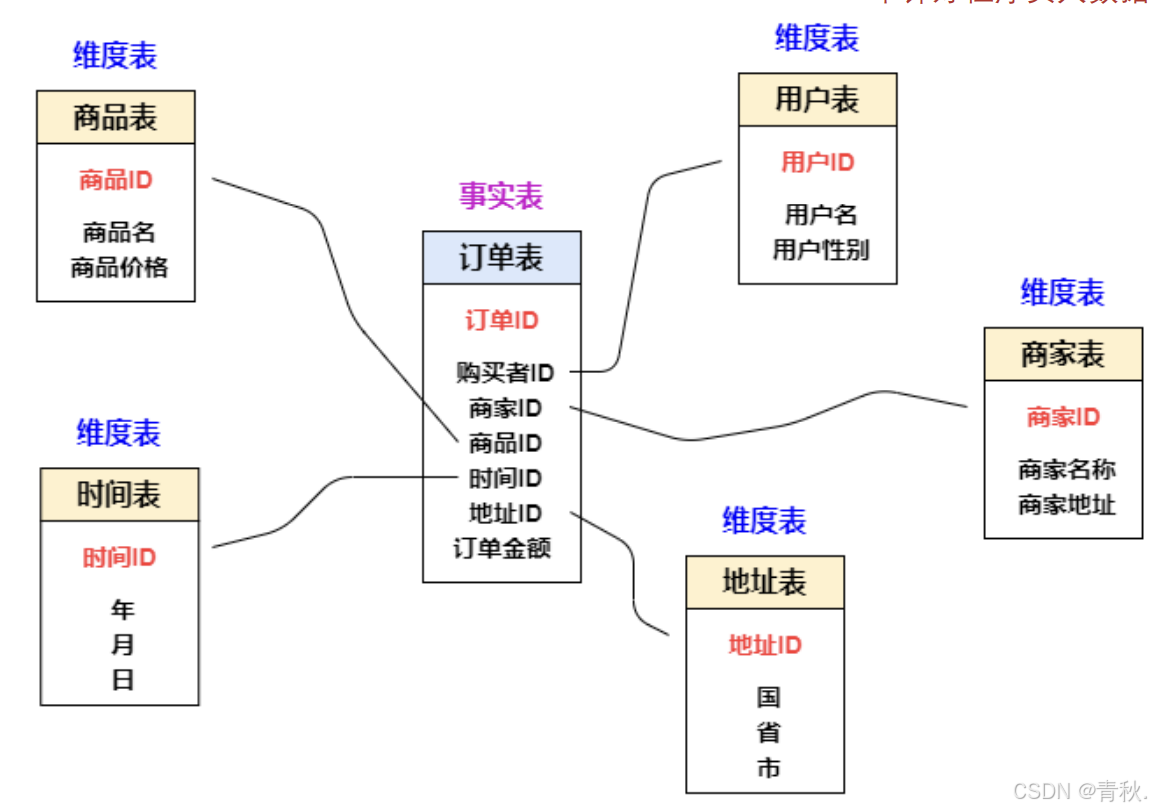 维度表
商品表
商品ID
商品名
商品价格
维度表
用户表
用户ID
用户名
用户性别
事实表
订单表
订单ID
购买者ID
商家ID
商品ID
时间ID
地址ID
订单金额
维度表
商家表
商家ID
商家名称
商家地址
维度表
时间表
时间ID
年
月
日
维度表
地址表
地址ID
国
省
市
CSDN @青秋.